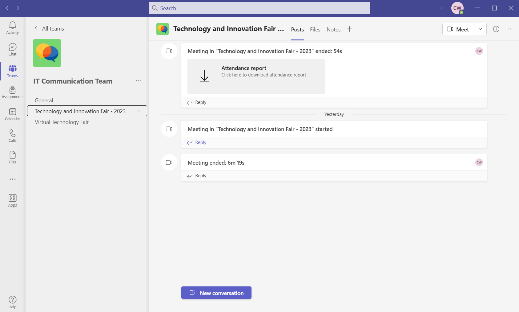 Search
CW
Activity
Chat
Teams
Assignments
Calendar
Calls
Files
Apps
Help
All teams
IT Communication Team
General
Technology and Innovation Fair - 2023
Virtual Technology Fair
Technology and Innovation Fair ...
Posts
Files
Notes
Meet
Meeting in "Technology and Innovation Fair - 2023" ended: 54s
Attendance report
Click here to download attendance report
Reply
Yesterday
Meeting in "Technology and Innovation Fair - 2023" started
Reply
Meeting ended: 6m 19s
Reply
New conversation